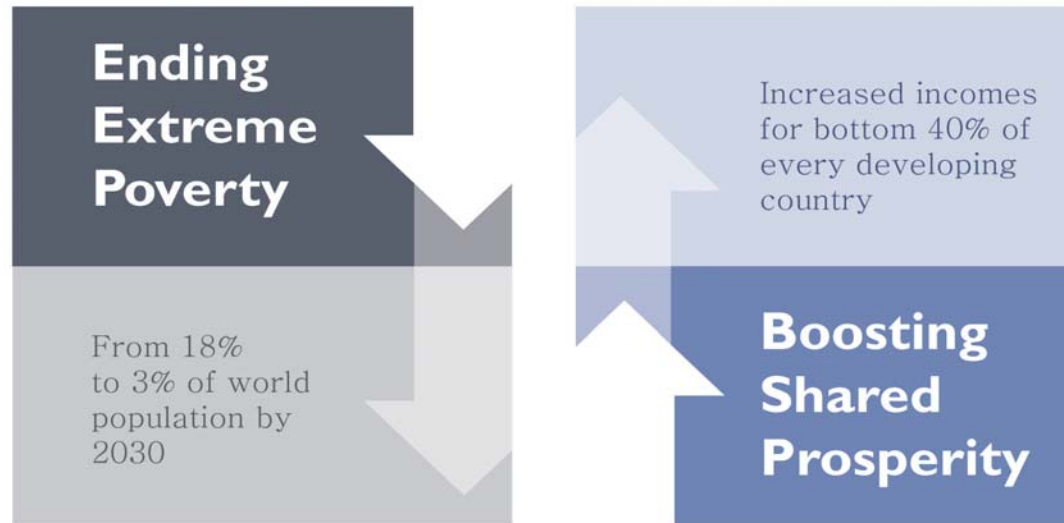 Ending
Extreme
Poverty
From 18%
to 3% of world
population by
2030
Increased incomes
for bottom 40% of
every developing
country
Boosting
Shared
Prosperity